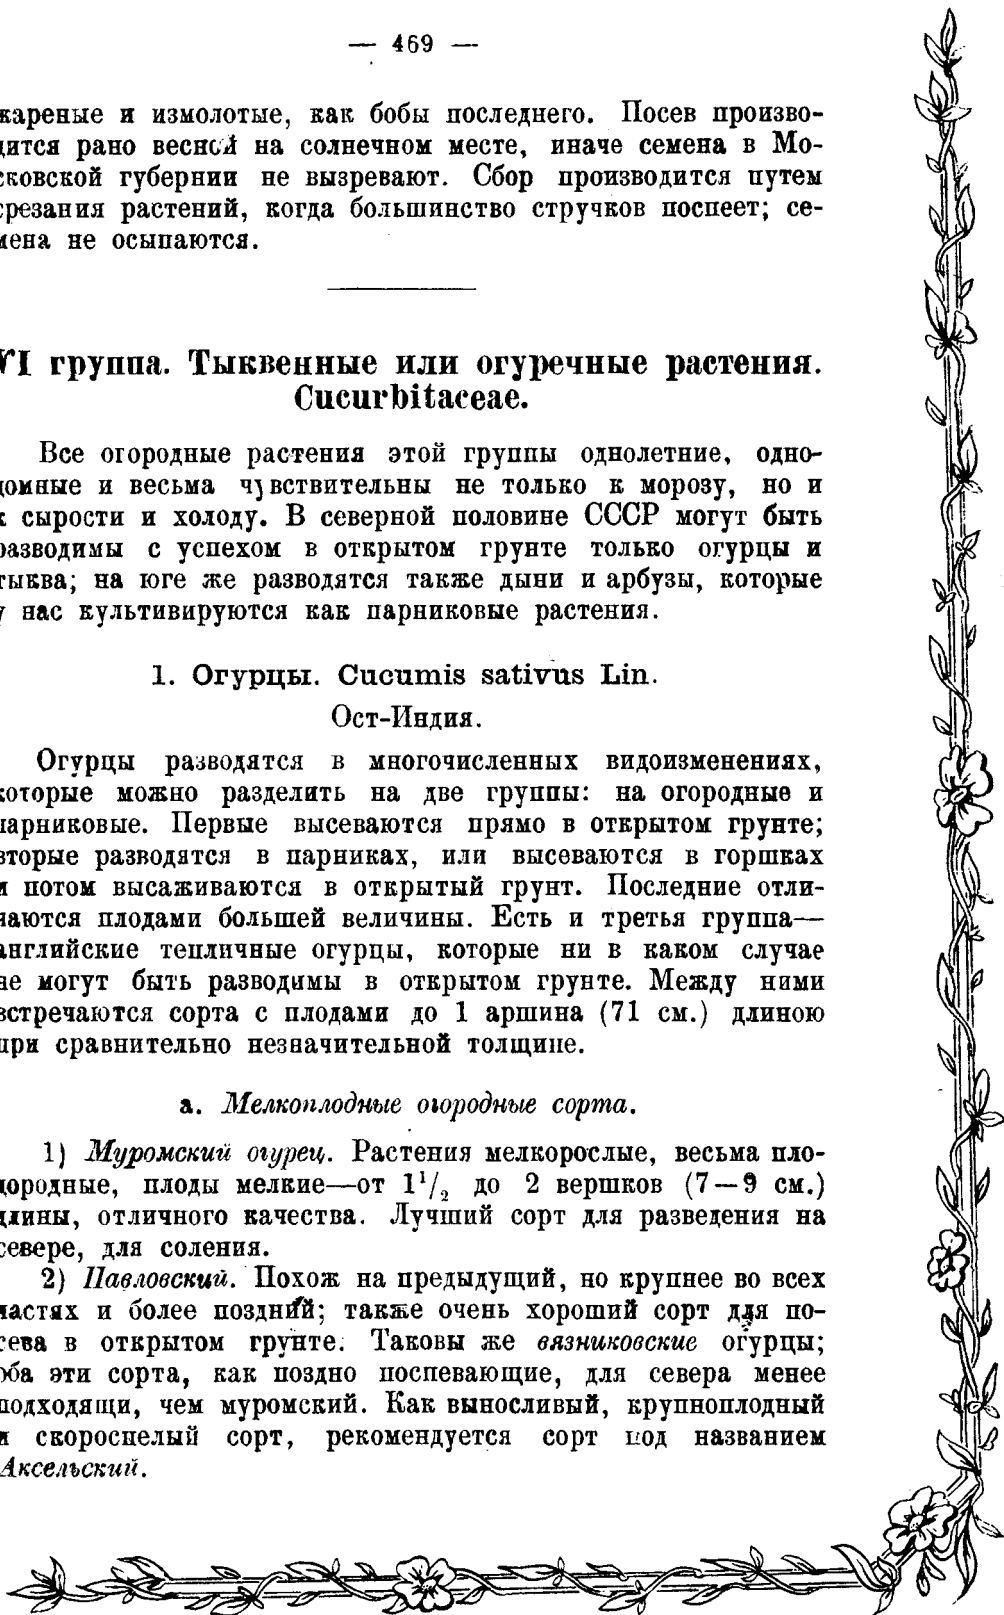 — 469 —
жареные и измолотые, как бобы последнего. Посев произво-
дится рано весной на солнечном месте, иначе семена в Мо-
сковской губернии не вызревают. Сбор производится путем
срезания растений, когда большинство стручков поспеет; се-
мена не осыпаются.
VI группа. Тыквенные или огуречные растения.
Cucurbitaceae.
Все огородные растения этой группы однолетние, одно-
домные и весьма чувствительны не только к морозу, но и
к сырости и холоду. В северной половине СССР могут быть
разводимы с успехом в открытом грунте только огурцы и
тыква; на юге же разводятся также дыни и арбузы, которые
у нас культивируются как парниковые растения.
1. Огурцы. Cucumis sativus Lin.
Ост-Индия.
Огурцы разводятся в многочисленных видоизменениях,
которые можно разделить на две группы: на огородные и
парниковые. Первые высеваются прямо в открытом грунте;
вторые разводятся в парниках, или высеваются в горшках
и потом высаживаются в открытый грунт. Последние отли-
чаются плодами большей величины. Есть и третья группа—
английские тепличные огурцы, которые ни в каком случае
не могут быть разводимы в открытом грунте. Между ними
встречаются сорта с плодами до 1 аршина (71 см.) длиною
при сравнительно незначительной толщине.
а. Мелкоплодные огородные сорта.
1) Муромский огурец. Растения мелкорослые, весьма пло-
дородные, плоды мелкие—от 1¹/₂ до 2 вершков (7—9 см.)
длины, отличного качества. Лучший сорт для разведения на
севере, для соления.
2) Павловский. Похож на предыдущий, но крупнее во всех
частях и более поздний; также очень хороший сорт для по-
сева в открытом грунте. Таковы же вязниковские огурцы;
оба эти сорта, как поздно поспевающие, для севера менее
подходящи, чем муромский. Как выносливый, крупноплодный
и скороспелый сорт, рекомендуется сорт под названием
Аксельский.